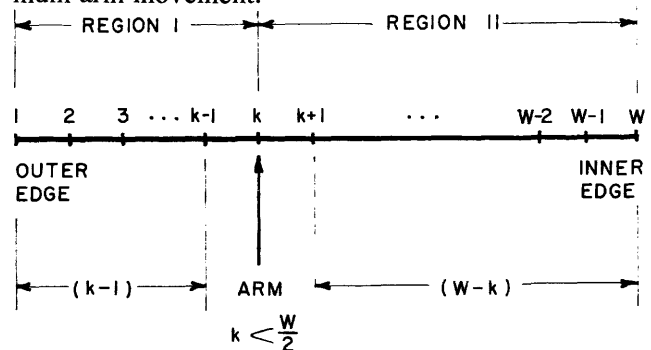 mum arm movement.
REGION I REGION II
1 2 3 ... k-1 k k+1 ... W-2 W-1 W
OUTER INNER
EDGE EDGE
(k-1) ARM (W-k)
k < W/2